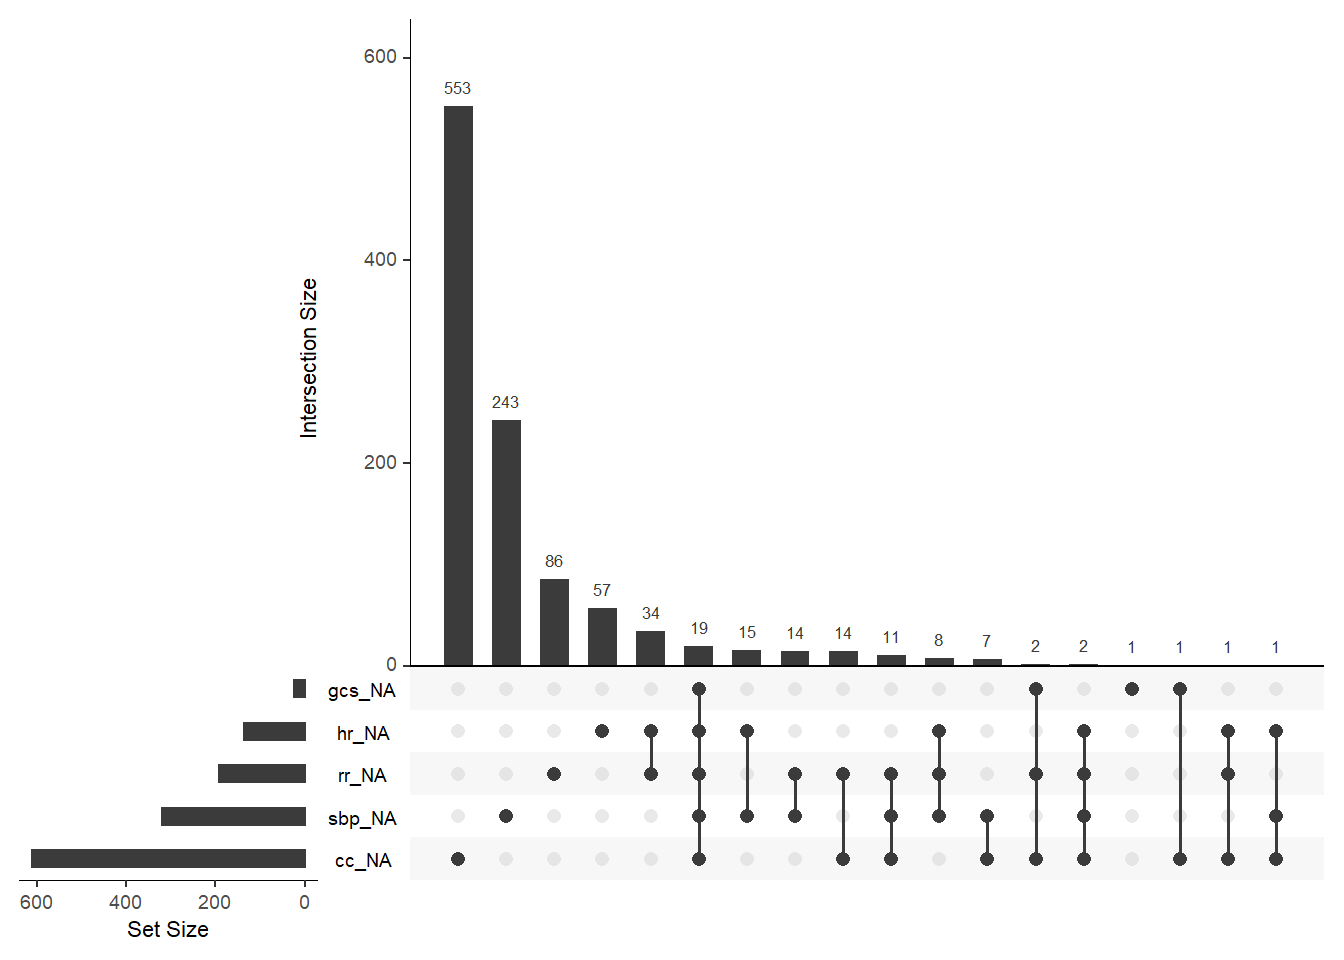 600
553
400
Intersection Size
243
200
86
57
34
19
15
14
14
11
8
7
2
2
1
1
1
1
0
gcs_NA
hr_NA
rr_NA
sbp_NA
cc_NA
600 400 200 0
Set Size